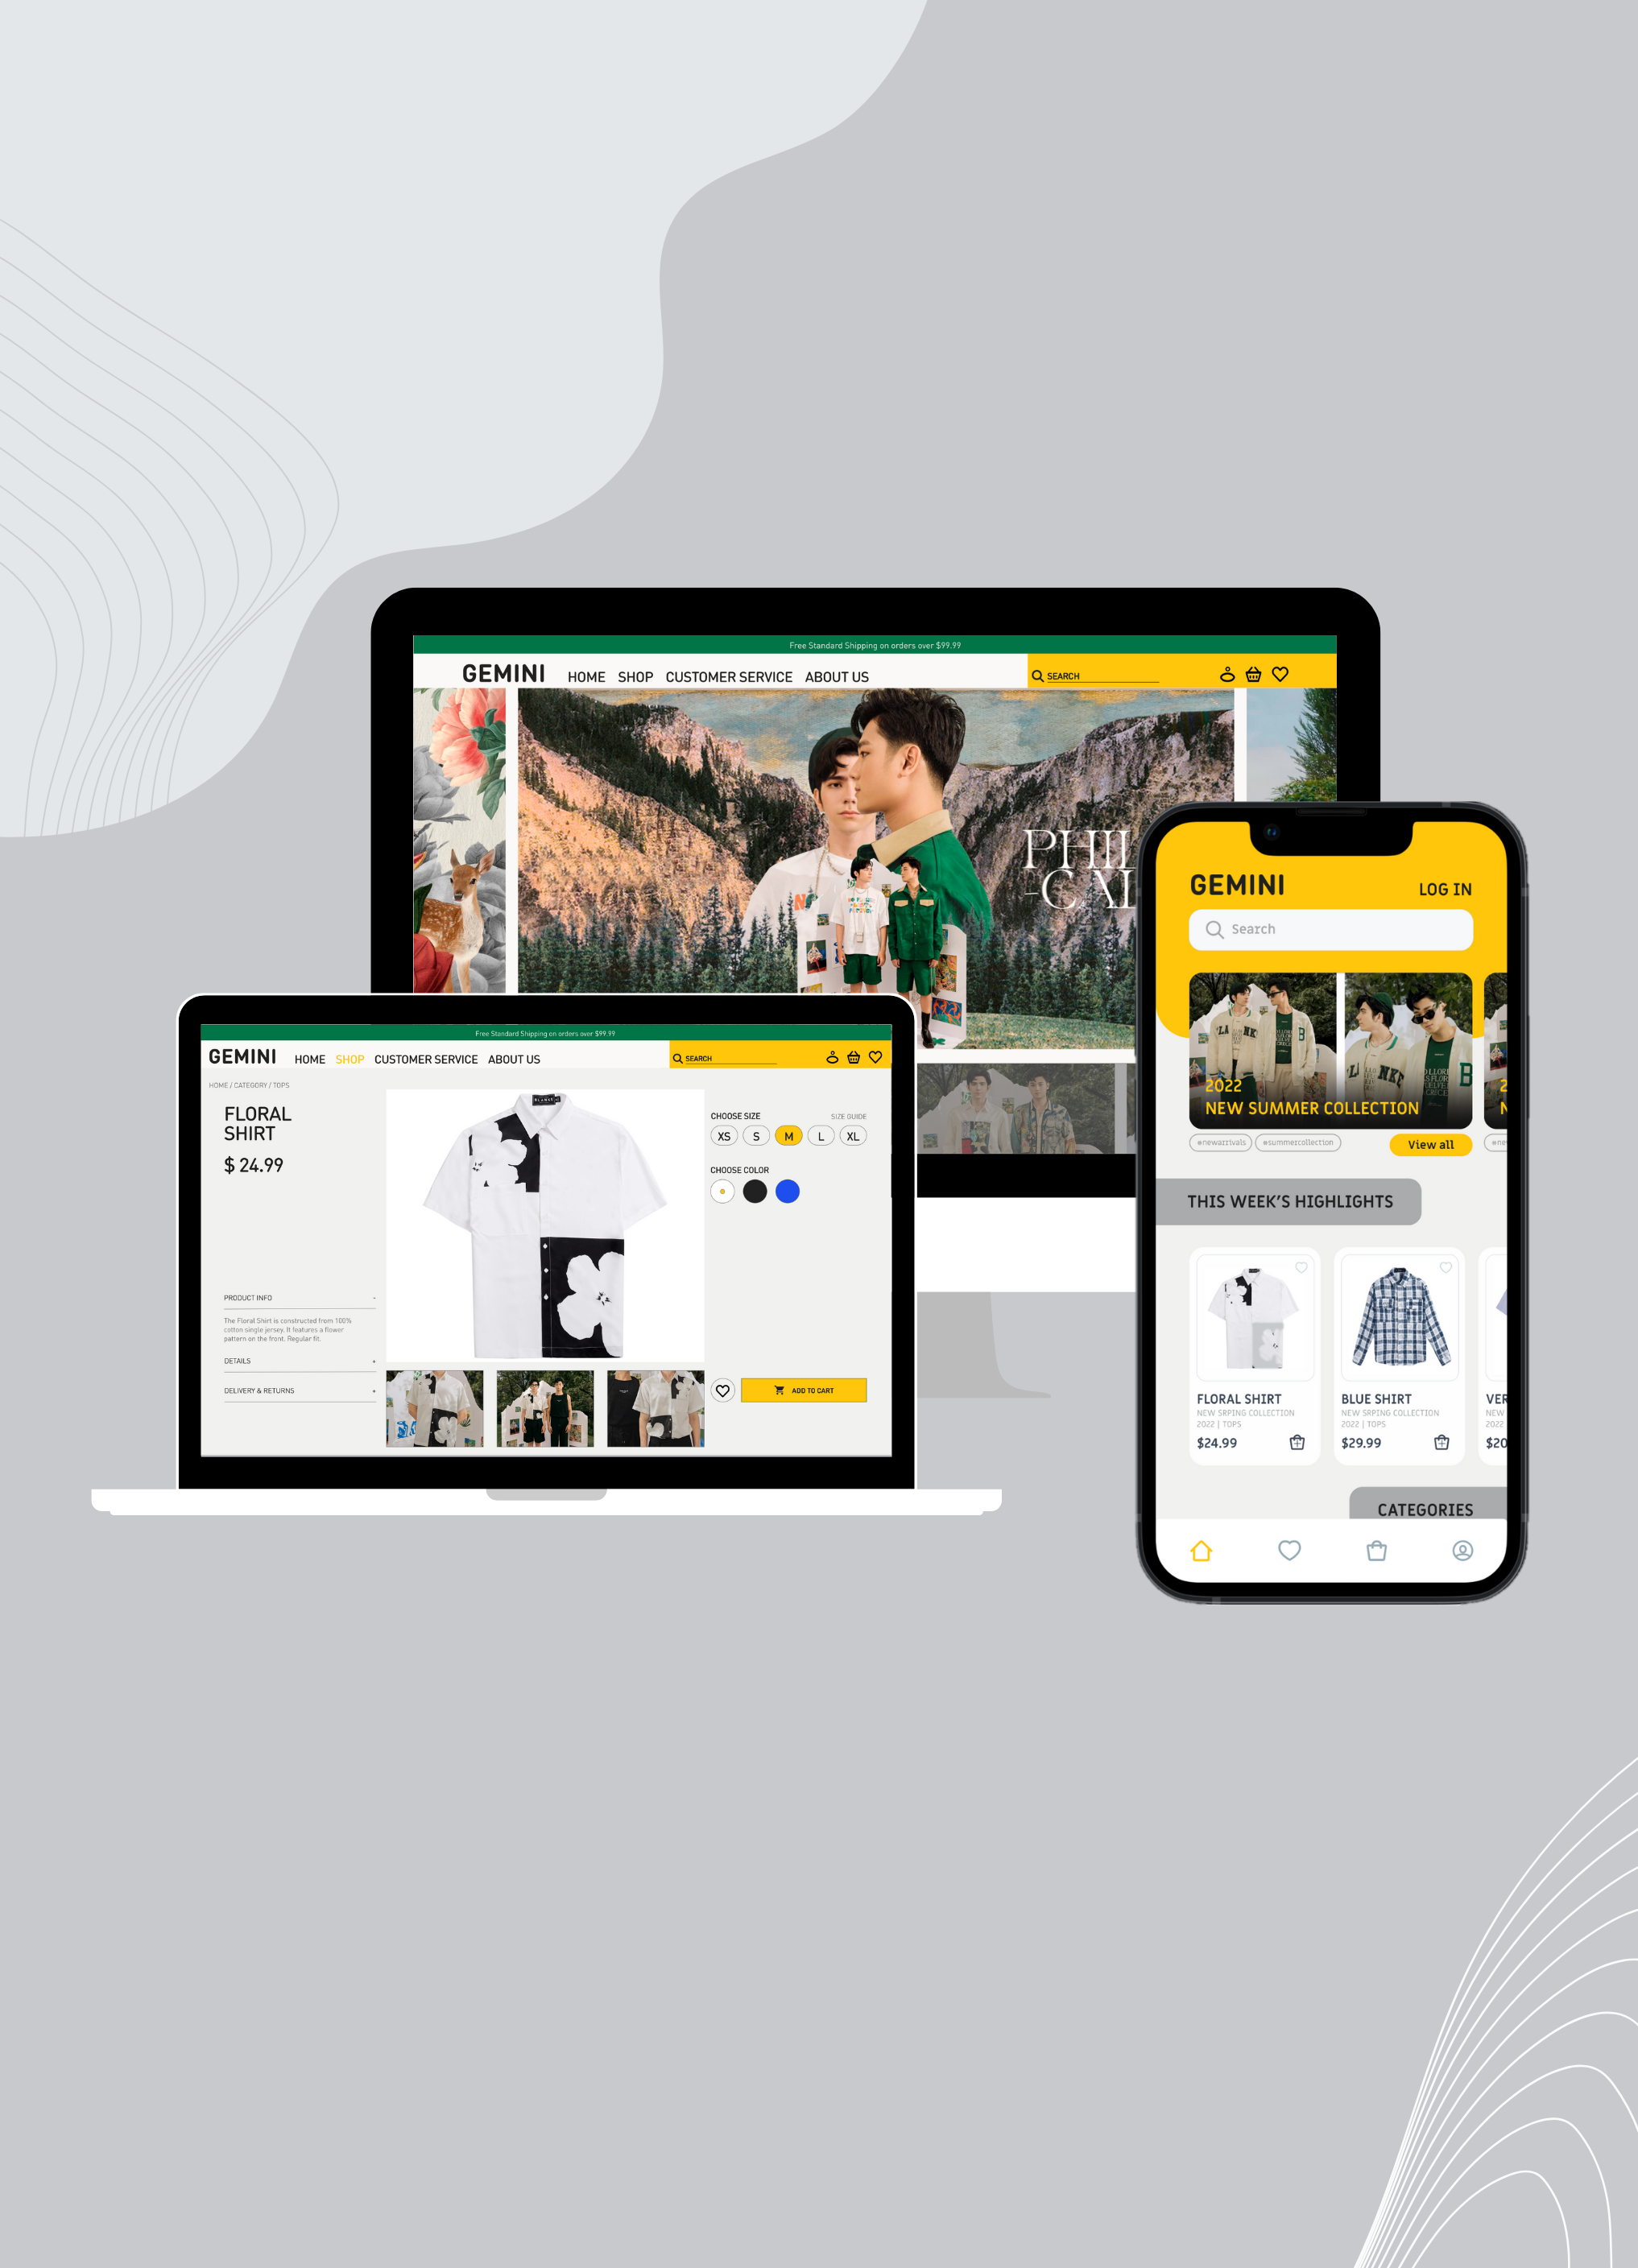 Free Standard Shipping on orders over $99.99
GEMINI HOME SHOP CUSTOMER SERVICE ABOUT US
SEARCH
PHIL
-CAL
Free Standard Shipping on orders over $99.99
GEMINI HOME SHOP CUSTOMER SERVICE ABOUT US
SEARCH
HOME / CATEGORY / TOPS
FLORAL
SHIRT
$ 24.99
PRODUCT INFO -
The Floral Shirt is constructed from 100%
cotton single jersey. It features a flower
pattern on the front. Regular fit.
DETAILS +
DELIVERY & RETURNS +
CHOOSE SIZE SIZE GUIDE
XS S M L XL
CHOOSE COLOR
ADD TO CART
GEMINI LOG IN
Search
2022
NEW SUMMER COLLECTION
#newarrivals #summercollection View all
THIS WEEK'S HIGHLIGHTS
FLORAL SHIRT
NEW SRPING COLLECTION
2022 | TOPS
$24.99
BLUE SHIRT
NEW SRPING COLLECTION
2022 | TOPS
$29.99
VER
NEW
2022
$20
CATEGORIES